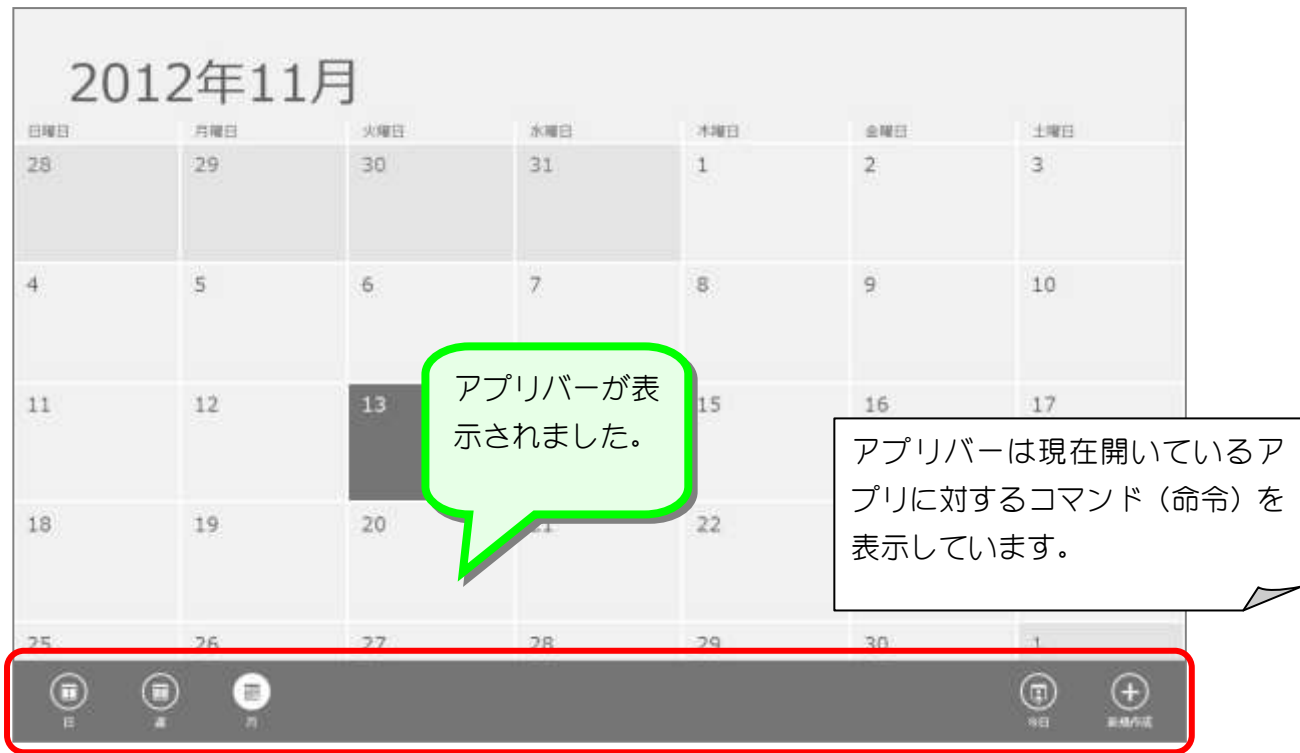 2012年11月
日曜日 月曜日 火曜日 水曜日 木曜日 金曜日 土曜日
28 29 30 31 1 2 3
4 5 6 7 8 9 10
アプリバーが表
示されました。
11 12 13 15 16 17
アプリバーは現在開いているア
プリに対するコマンド（命令）を
表示しています。
18 19 20 21 22
25 26 27 28 29 30 1
日 週 月 今日 新規作成